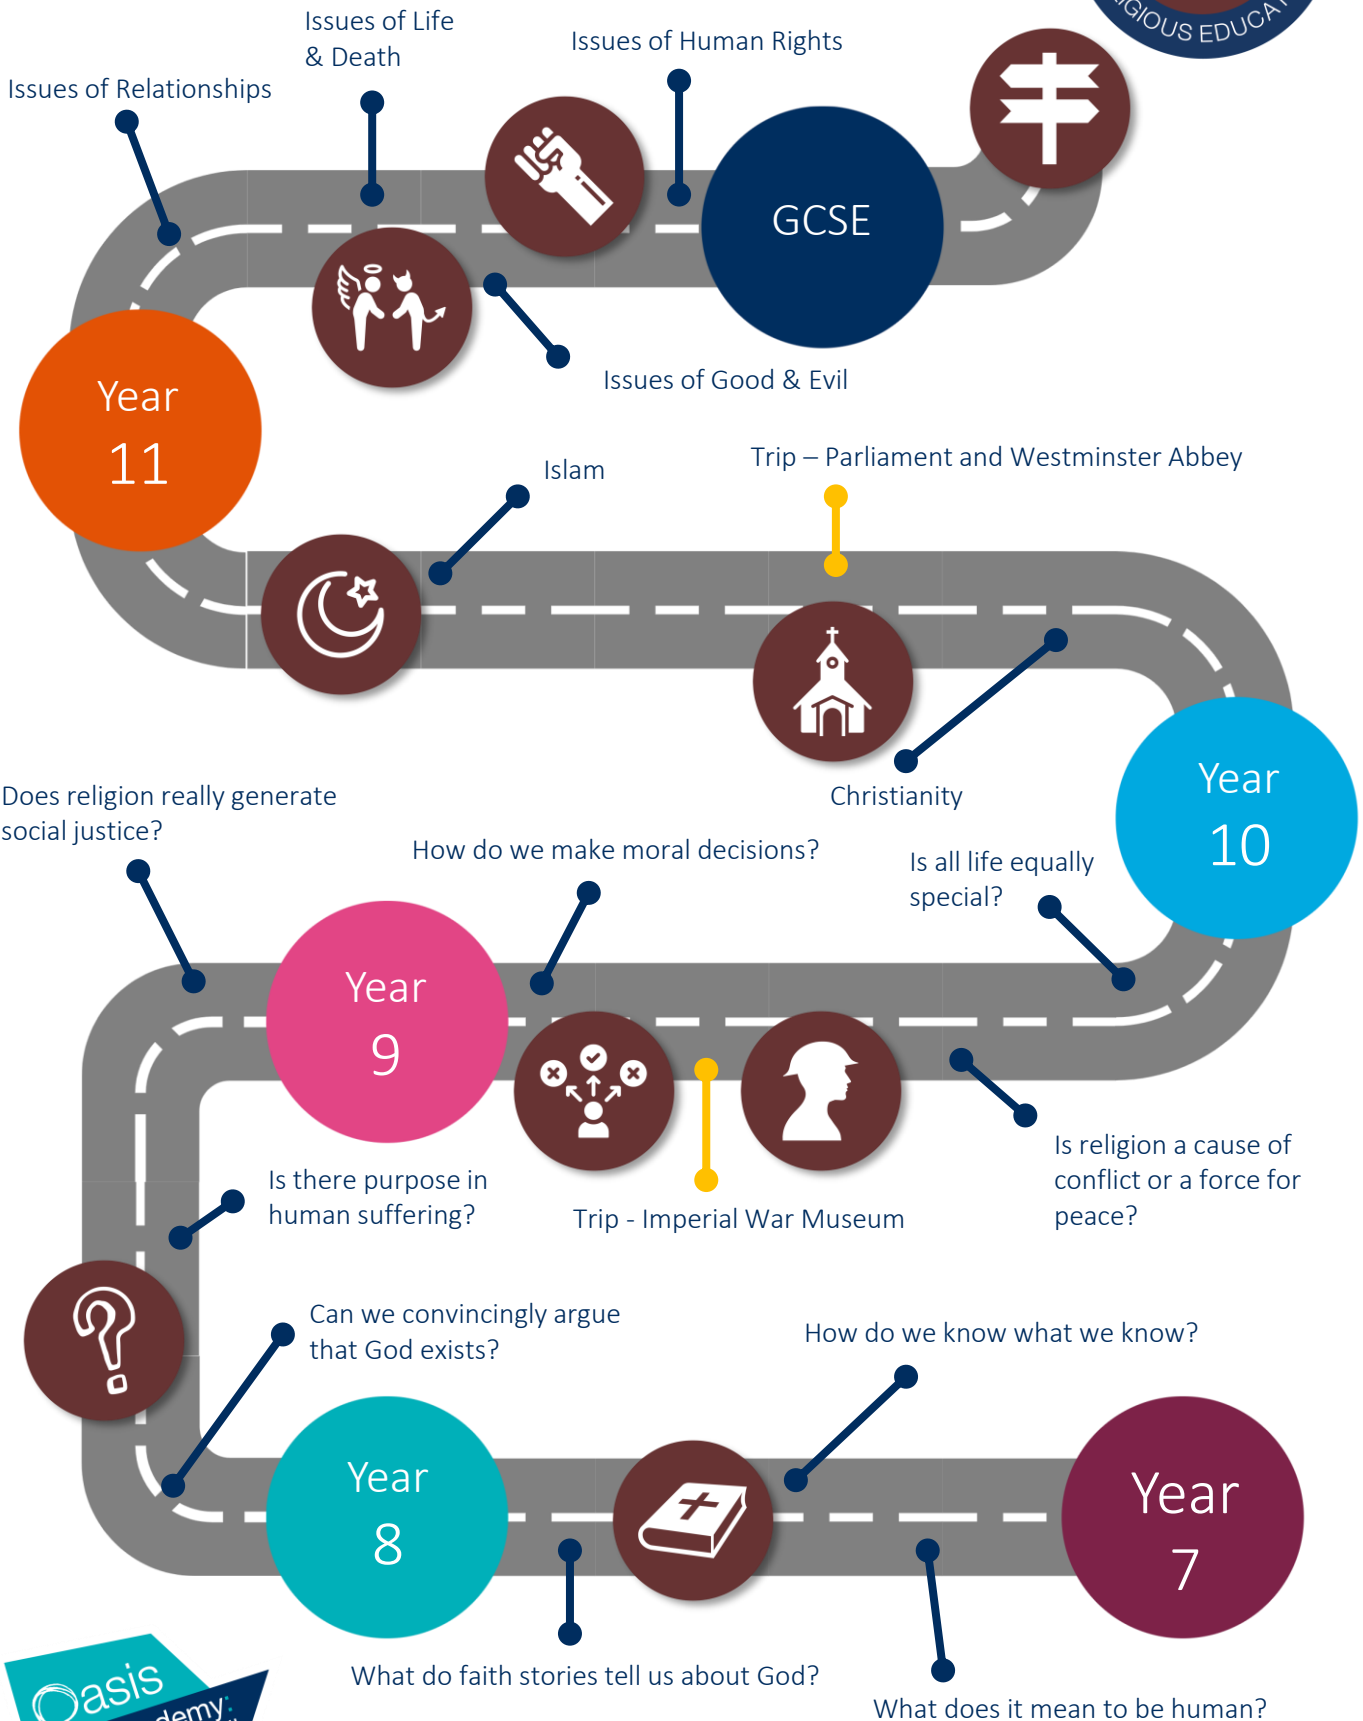 Issues of Life
& Death
Issues of Human Rights
Issues of Relationships
GCSE
Issues of Good & Evil
Year
11
Islam
Trip – Parliament and Westminster Abbey
Christianity
Year
10
Does religion really generate
social justice?
How do we make moral decisions?
Is all life equally
special?
Year
9
Is religion a cause of
conflict or a force for
peace?
Is there purpose in
human suffering?
Trip - Imperial War Museum
Can we convincingly argue
that God exists?
How do we know what we know?
Year
8
Year
7
What do faith stories tell us about God?
What does it mean to be human?
Oasis